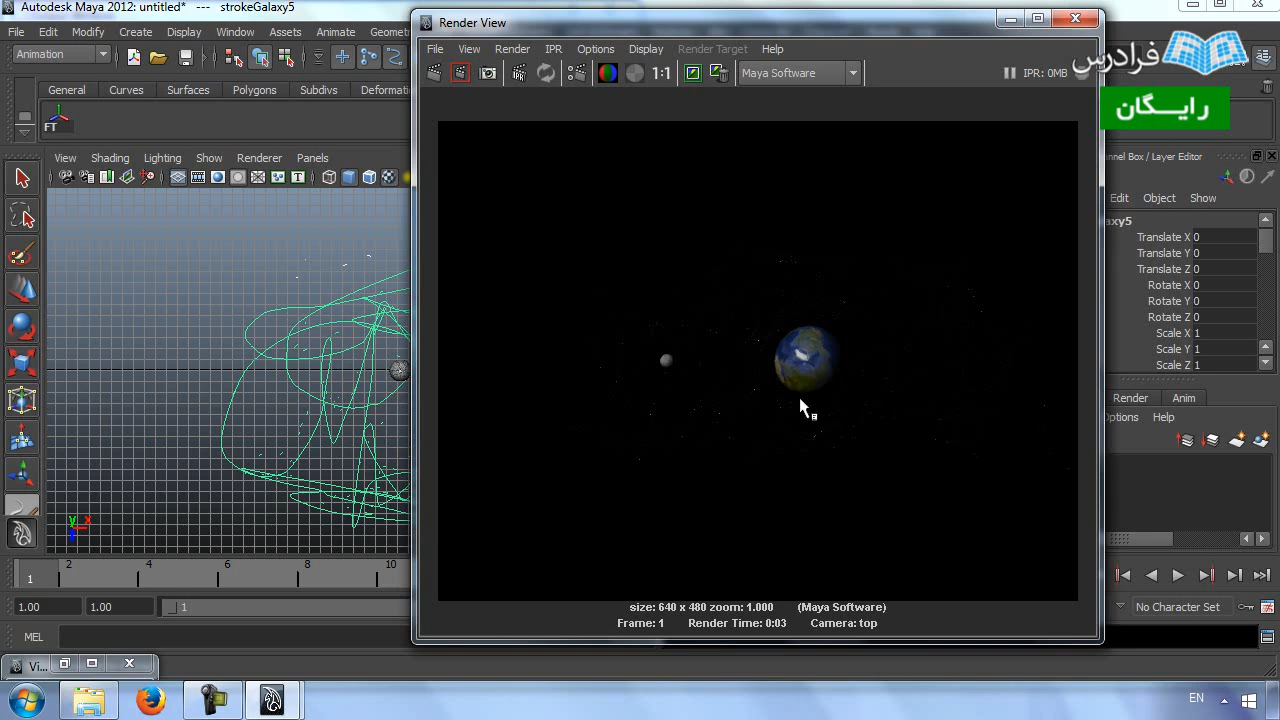 Autodesk Maya 2012: untitled* --- strokeGalaxy5
File Edit Modify Create Display Window Assets Animate Geomet
Animation
General Curves Surfaces Polygons Subdivs Deformat
FT
View Shading Lighting Show Renderer Panels
T
y x
Render View
File View Render IPR Options Display Render Target Help
1:1
Maya Software
IPR: 0MB
size: 640 x 480 zoom: 1.000 (Maya Software)
Frame: 1 Render Time: 0:03 Camera: top
فرادرس
رایگان
nnel Box / Layer Editor
Edit Object Show
axy5
Translate X 0
Translate Y 0
Translate Z 0
Rotate X 0
Rotate Y 0
Rotate Z 0
Scale X 1
Scale Y 1
Scale Z 1
Render Anim
Options Help
1 2 4 6 8 10
1.00 1.00 1
No Character Set
MEL
Vi...
EN